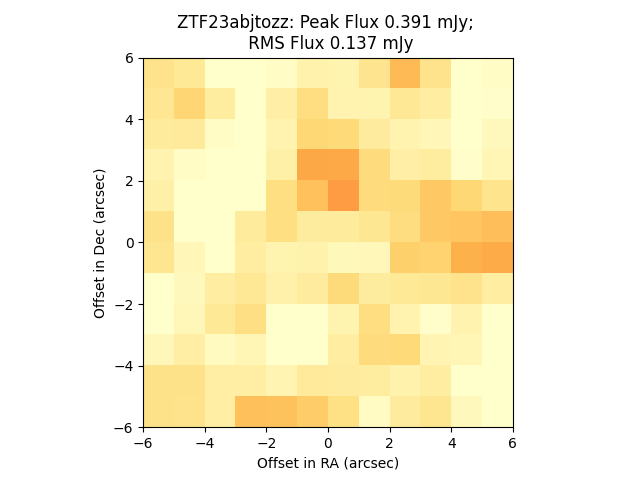 ZTF23abjtozz: Peak Flux 0.391 mJy;
RMS Flux 0.137 mJy
6
4
2
0
−2
−4
−6
Offset in Dec (arcsec)
−6 −4 −2 0 2 4 6
Offset in RA (arcsec)